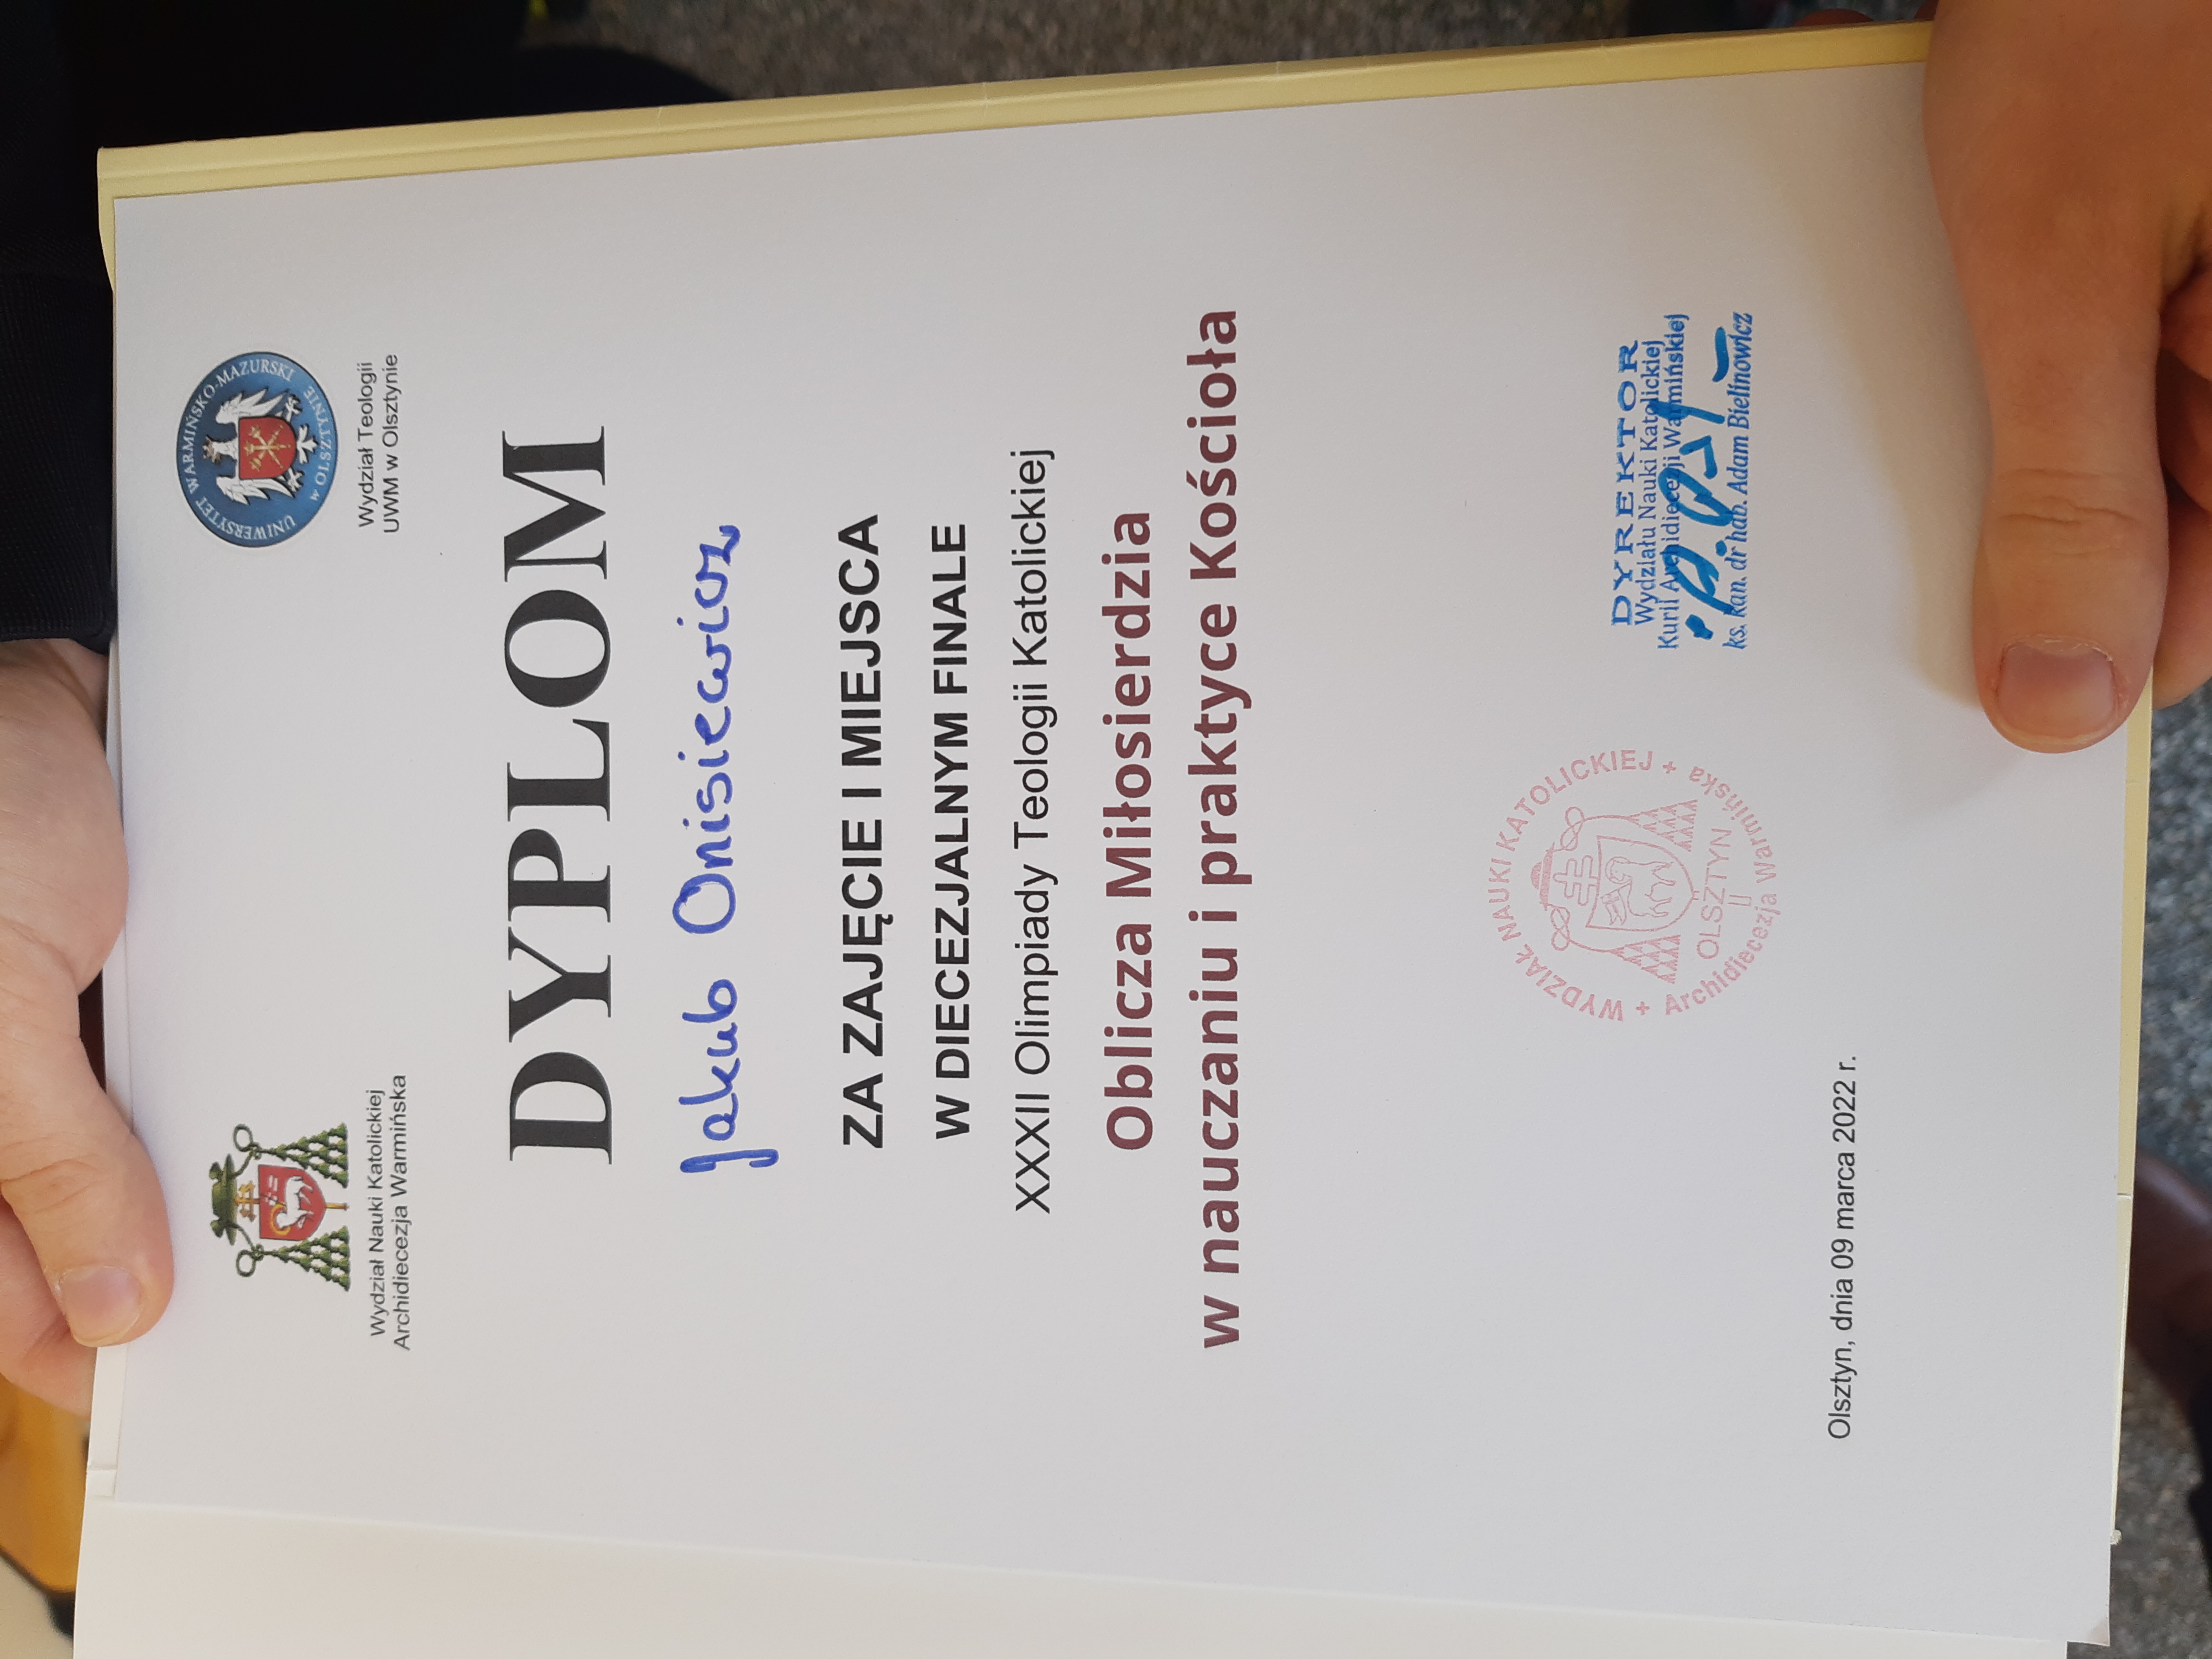 Wydział Nauki Katolickiej
Archidiecezja Warmińska
UNIWERSYTET WARMIŃSKO-MAZURSKI
w OLSZTYNIE
Wydział Teologii
UWM w Olsztynie
DYPLOM
Jakub Onisiewicz
ZA ZAJĘCIE I MIEJSCA
W DIECEZJALNYM FINALE
XXXII Olimpiady Teologii Katolickiej
Oblicza Miłosierdzia
w nauczaniu i praktyce Kościoła
WYDZIAŁ NAUKI KATOLICKIEJ +
Archidiecezja Warmińska +
OLSZTYN
II
DYREKTOR
Wydziału Nauki Katolickiej
Kurii Archidiecezji Warmińskiej
ks. kan. dr hab. Adam Bielinowicz
Olsztyn, dnia 09 marca 2022 r.